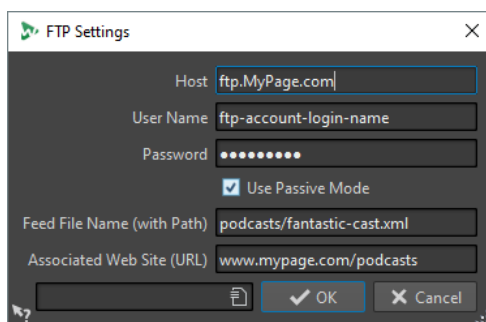 FTP Settings
Host ftp.MyPage.com
User Name ftp-account-login-name
Password •••••••••
Use Passive Mode
Feed File Name (with Path) podcasts/fantastic-cast.xml
Associated Web Site (URL) www.mypage.com/podcasts
OK Cancel